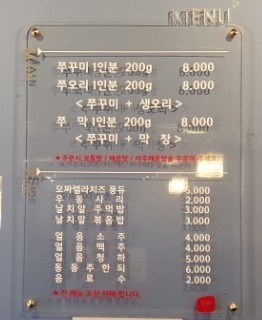 MENU
MAIN
쭈꾸미 1인분 200g 8,000
쭈오리 1인분 200g 8,000
<쭈꾸미 + 생오리>
쭈 막 1인분 200g 8,000
<쭈꾸미 + 막창>
모짜렐라치즈 퐁듀 5,000
우동사리 2,000
날치알 주먹밥 3,000
날치알 볶음밥 3,000
얼음소주 4,000
얼음맥주 4,000
얼음청하 5,000
동동주한되 6,000
음료수 2,000